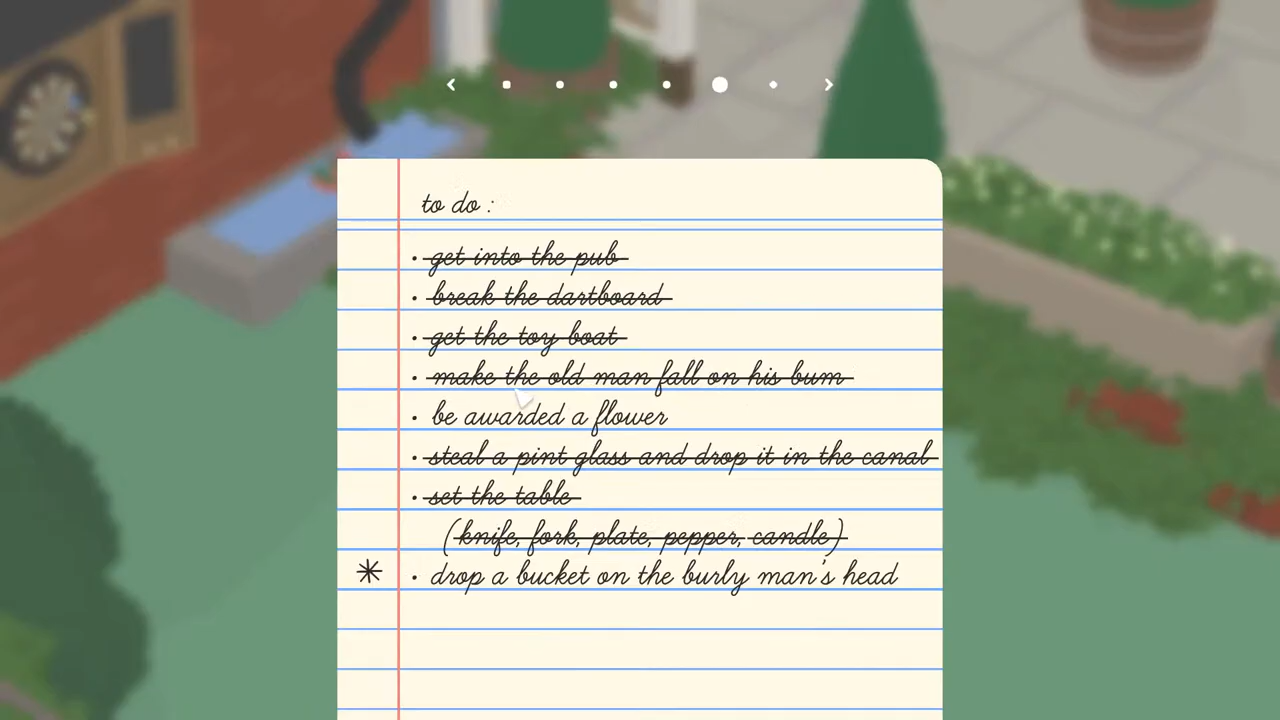 to do :
• get into the pub
• break the dartboard
• get the toy boat
• make the old man fall on his bum
• be awarded a flower
• steal a pint glass and drop it in the canal
• set the table
(knife, fork, plate, pepper, candle)
• drop a bucket on the burly man's head